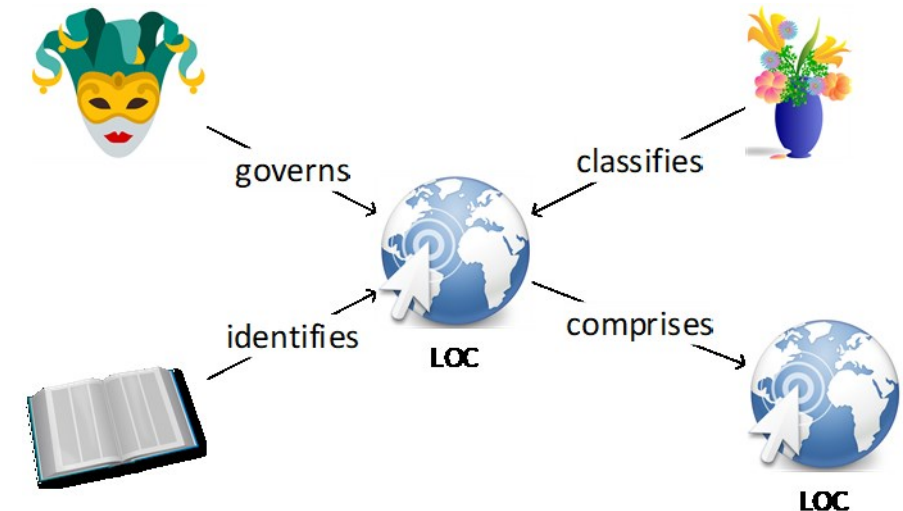 governs
classifies
identifies
LOC
comprises
LOC